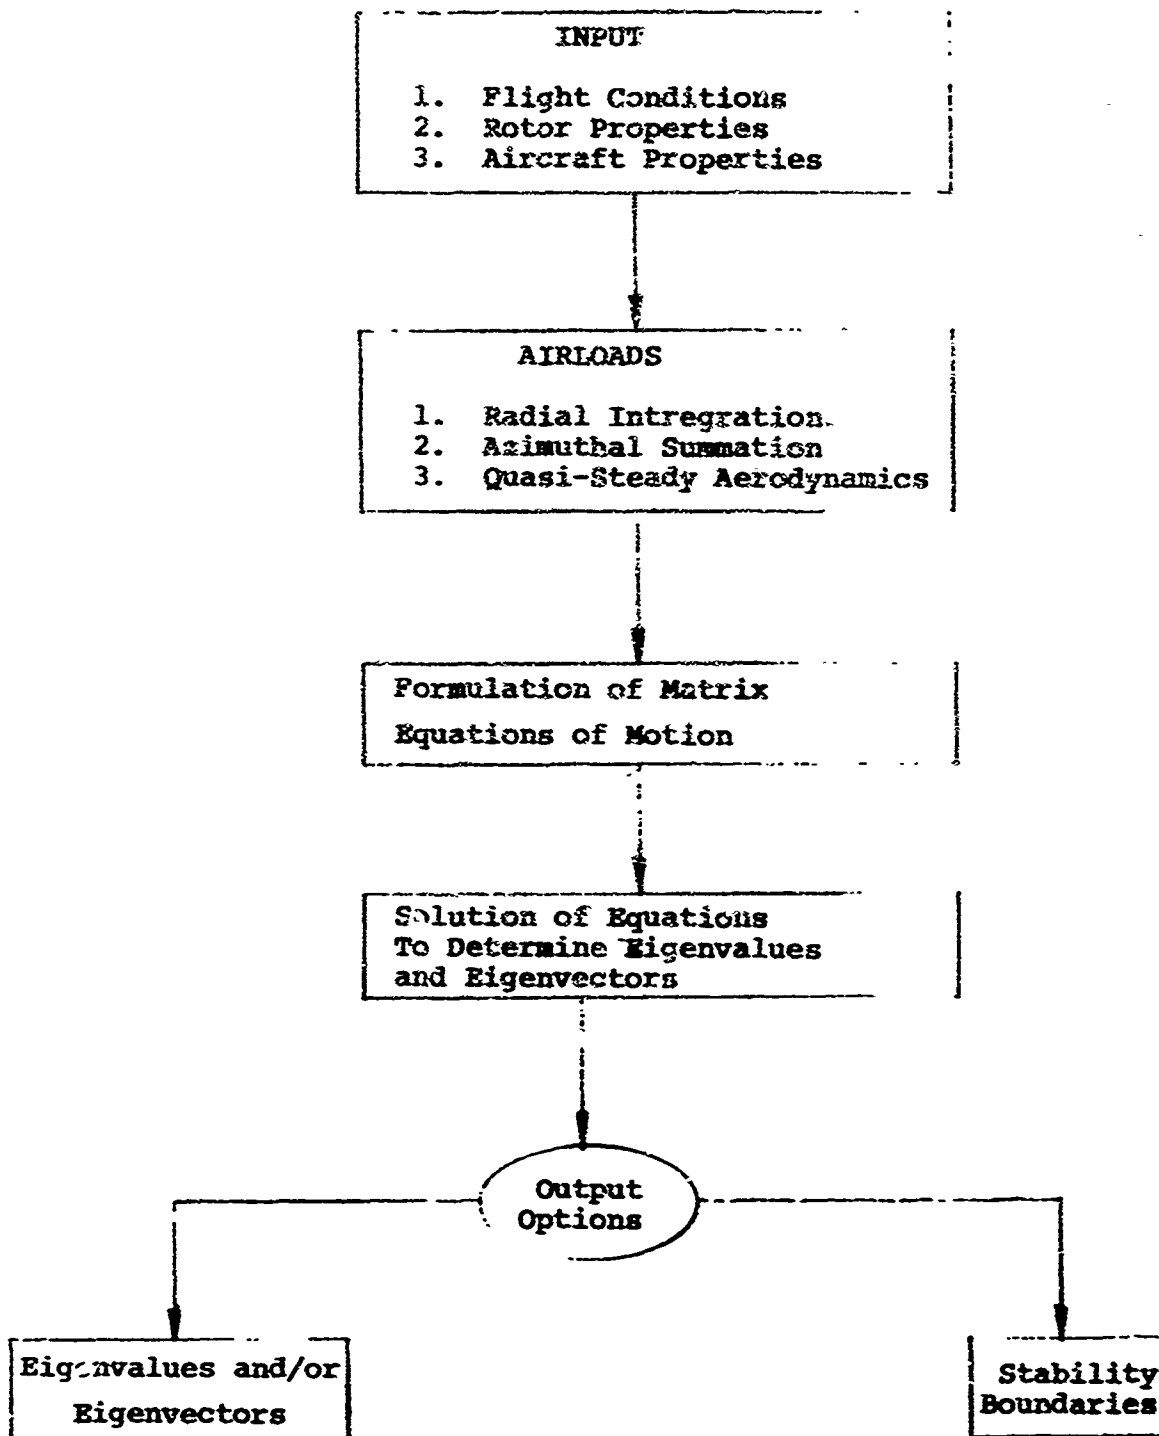 INPUT
1. Flight Conditions
2. Rotor Properties
3. Aircraft Properties
AIRLOADS
1. Radial Intregration
2. Azimuthal Summation
3. Quasi-Steady Aerodynamics
Formulation of Matrix
Equations of Motion
Solution of Equations
To Determine Eigenvalues
and Eigenvectors
Output
Options
Eigenvalues and/or
Eigenvectors
Stability
Boundaries